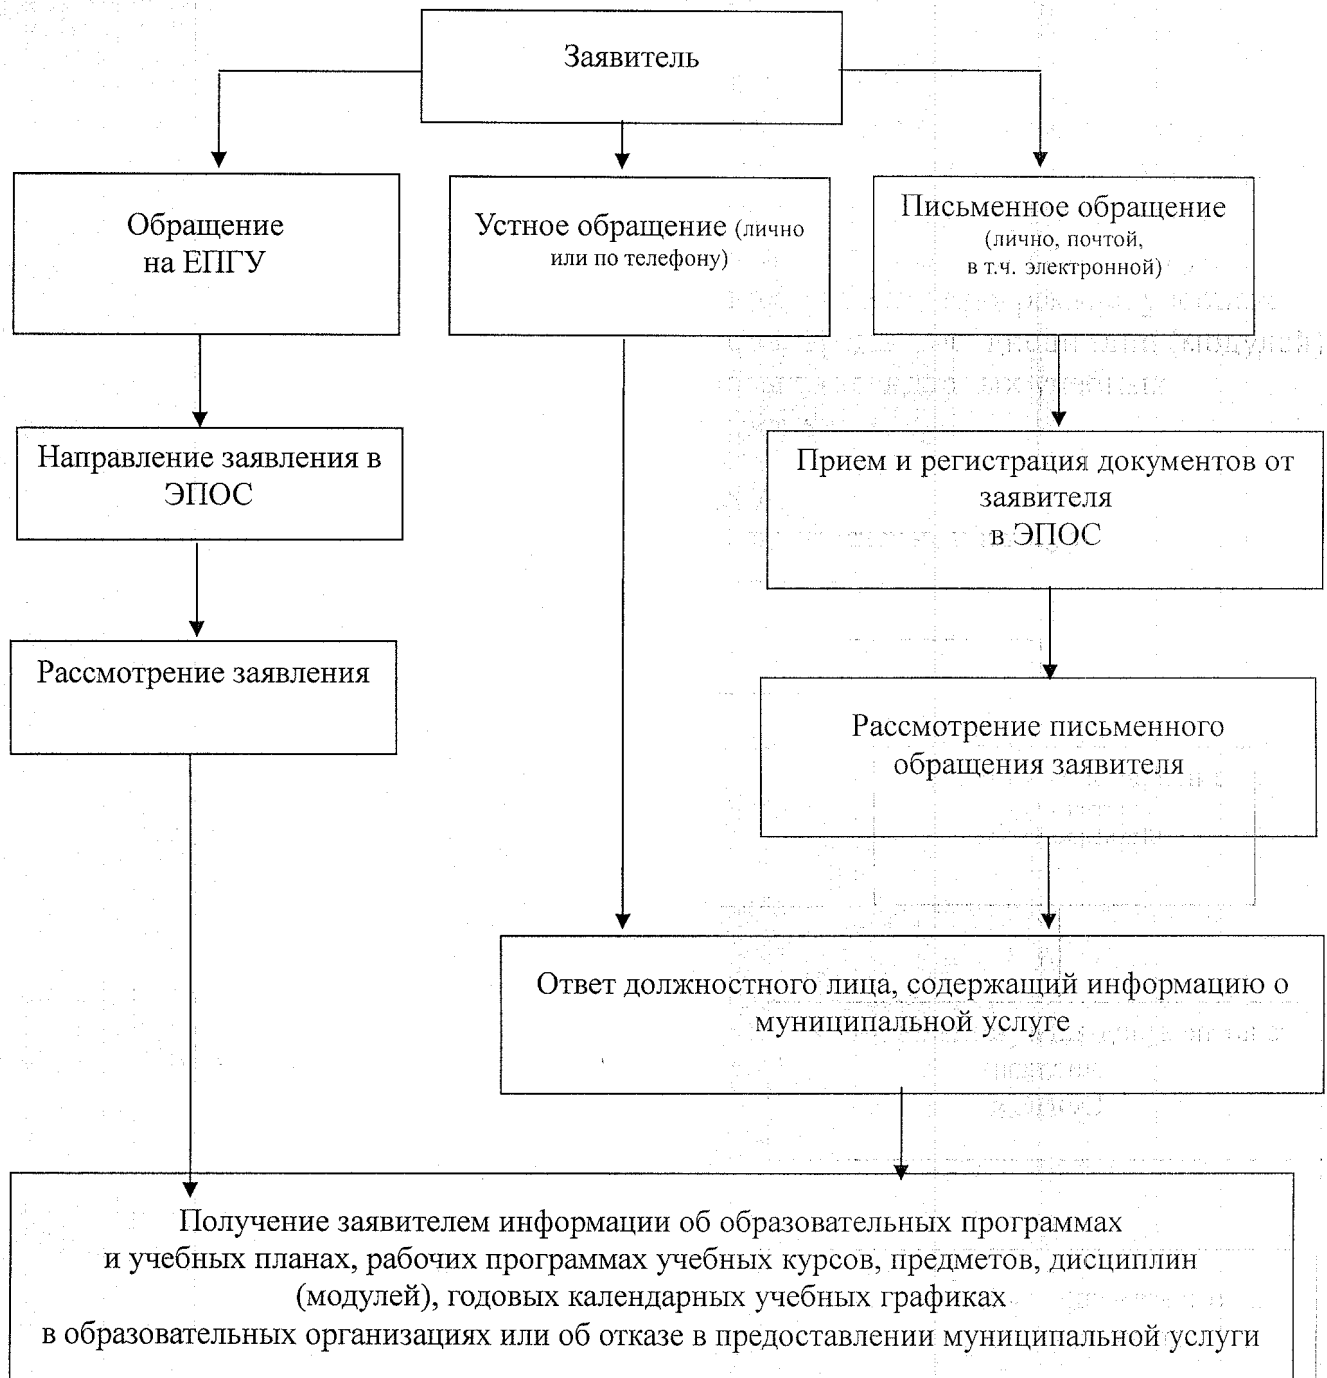 Заявитель
Обращение
на ЕПГУ
Устное обращение (лично
или по телефону)
Письменное обращение
(лично, почтой,
в т.ч. электронной)
Направление заявления в
ЭПОС
Прием и регистрация документов от
заявителя
в ЭПОС
Рассмотрение заявления
Рассмотрение письменного
обращения заявителя
Ответ должностного лица, содержащий информацию о
муниципальной услуге
Получение заявителем информации об образовательных программах
и учебных планах, рабочих программах учебных курсов, предметов, дисциплин
(модулей), годовых календарных учебных графиках
в образовательных организациях или об отказе в предоставлении муниципальной услуги